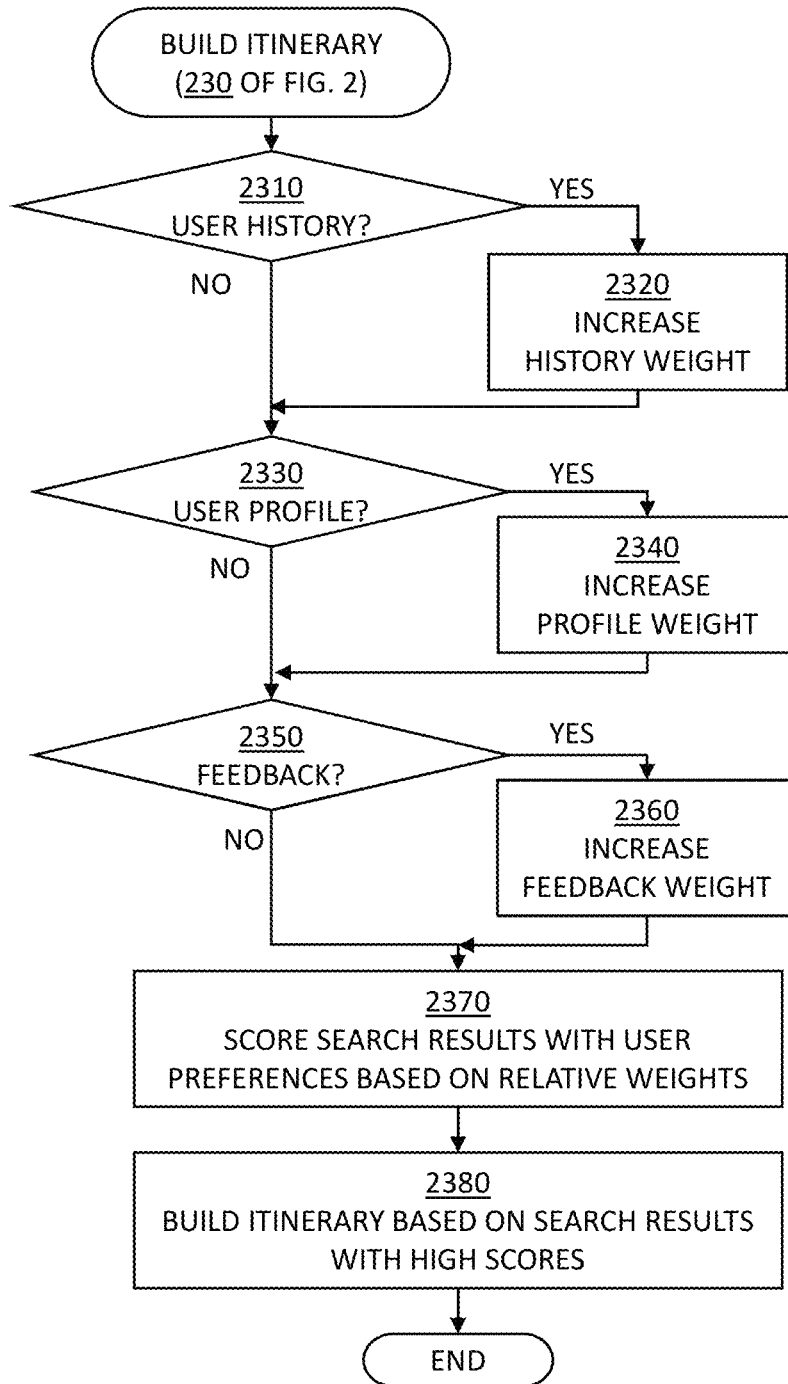 BUILD ITINERARY
(230 OF FIG. 2)
2310
USER HISTORY?
YES
NO
2320
INCREASE
HISTORY WEIGHT
2330
USER PROFILE?
YES
NO
2340
INCREASE
PROFILE WEIGHT
2350
FEEDBACK?
YES
NO
2360
INCREASE
FEEDBACK WEIGHT
2370
SCORE SEARCH RESULTS WITH USER
PREFERENCES BASED ON RELATIVE WEIGHTS
2380
BUILD ITINERARY BASED ON SEARCH RESULTS
WITH HIGH SCORES
END